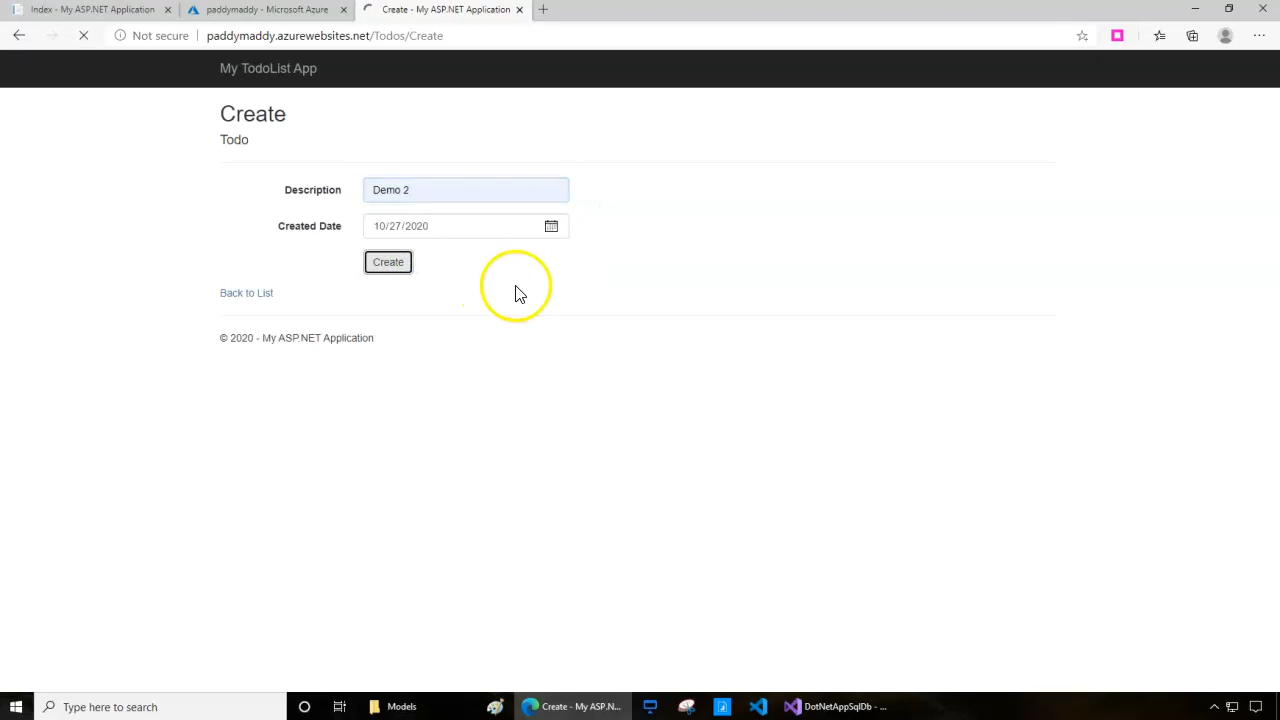 Index - My ASP.NET Application
paddymaddy - Microsoft Azure
Create - My ASP.NET Application
Not secure
paddymaddy.azurewebsites.net/Todos/Create
My TodoList App
Create
Todo
Description
Demo 2
Created Date
10/27/2020
Create
Back to List
© 2020 - My ASP.NET Application
Type here to search
Models
Create - My ASP.N...
DotNetAppSqlDb - ...